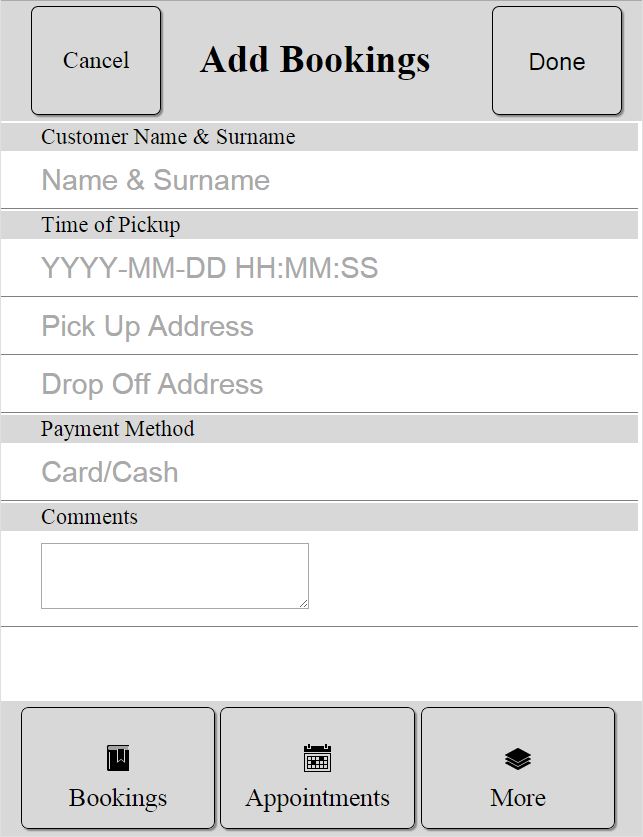 Cancel
Add Bookings
Done
Customer Name & Surname
Name & Surname
Time of Pickup
YYYY-MM-DD HH:MM:SS
Pick Up Address
Drop Off Address
Payment Method
Card/Cash
Comments
Bookings
Appointments
More